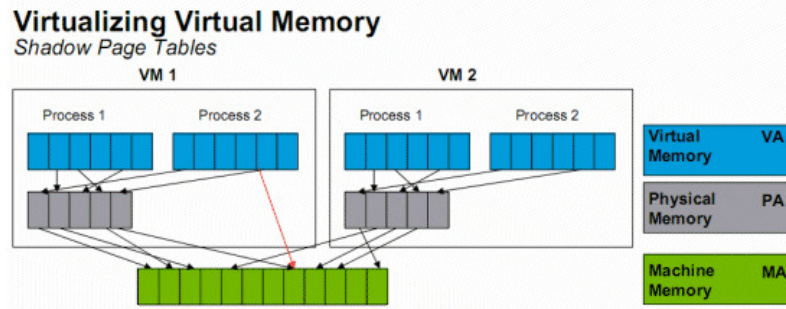 Virtualizing Virtual Memory
Shadow Page Tables
VM 1
VM 2
Process 1
Process 2
Process 1
Process 2
Virtual Memory VA
Physical Memory PA
Machine Memory MA